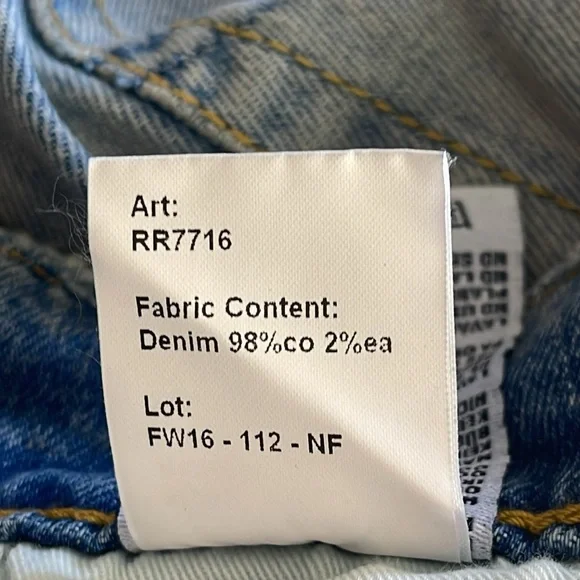 Art:
RR7716
Fabric Content:
Denim 98%co 2%ea
Lot:
FW16 - 112 - NF